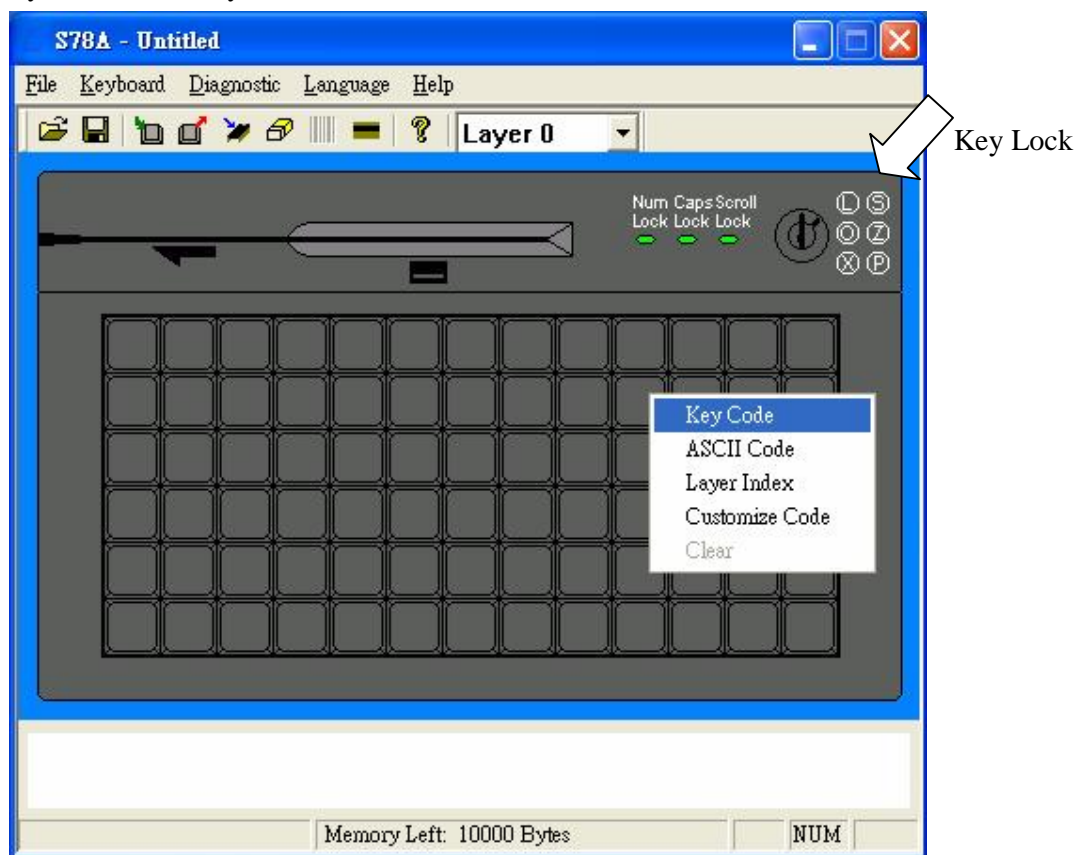 S78A - Untitled
File Keyboard Diagnostic Language Help
Layer 0
Key Lock
Num Caps Scroll
Lock Lock Lock
L S
O Z
X P
Key Code
ASCII Code
Layer Index
Customize Code
Clear
Memory Left: 10000 Bytes NUM